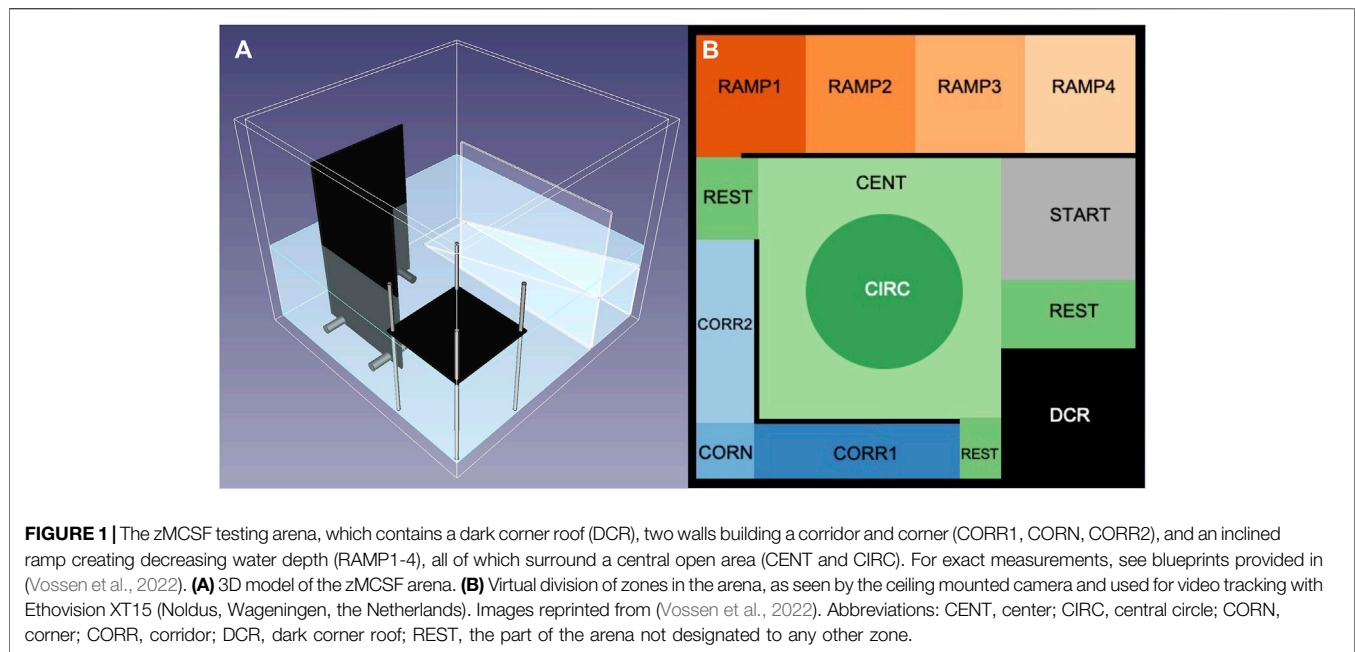 A
B
RAMP1
RAMP2
RAMP3
RAMP4
REST
CENT
START
CIRC
REST
CORR2
DCR
CORN
CORR1
REST
FIGURE 1 | The zMCSF testing arena, which contains a dark corner roof (DCR), two walls building a corridor and corner (CORR1, CORN, CORR2), and an inclined
ramp creating decreasing water depth (RAMP1-4), all of which surround a central open area (CENT and CIRC). For exact measurements, see blueprints provided in
(Vossen et al., 2022). (A) 3D model of the zMCSF arena. (B) Virtual division of zones in the arena, as seen by the ceiling mounted camera and used for video tracking with
Ethovision XT15 (Noldus, Wageningen, the Netherlands). Images reprinted from (Vossen et al., 2022). Abbreviations: CENT, center; CIRC, central circle; CORN,
corner; CORR, corridor; DCR, dark corner roof; REST, the part of the arena not designated to any other zone.